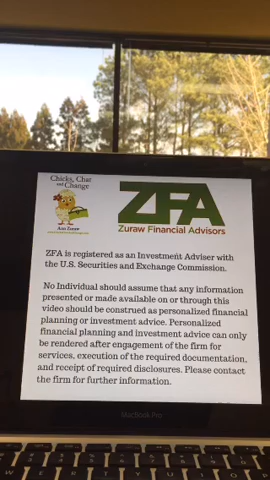 Chicks, Chat
and Change
Ann Zuraw
ZFA
Zuraw Financial Advisors
ZFA is registered as an Investment Adviser with
the U.S. Securities and Exchange Commission.
No Individual should assume that any information
presented or made available on or through this
video should be construed as personalized financial
planning or investment advice. Personalized
financial planning and investment advice can only
be rendered after engagement of the firm for
services, execution of the required documentation,
and receipt of required disclosures. Please contact
the firm for further information.
MacBook Pro
Q W E R T Y U I O P